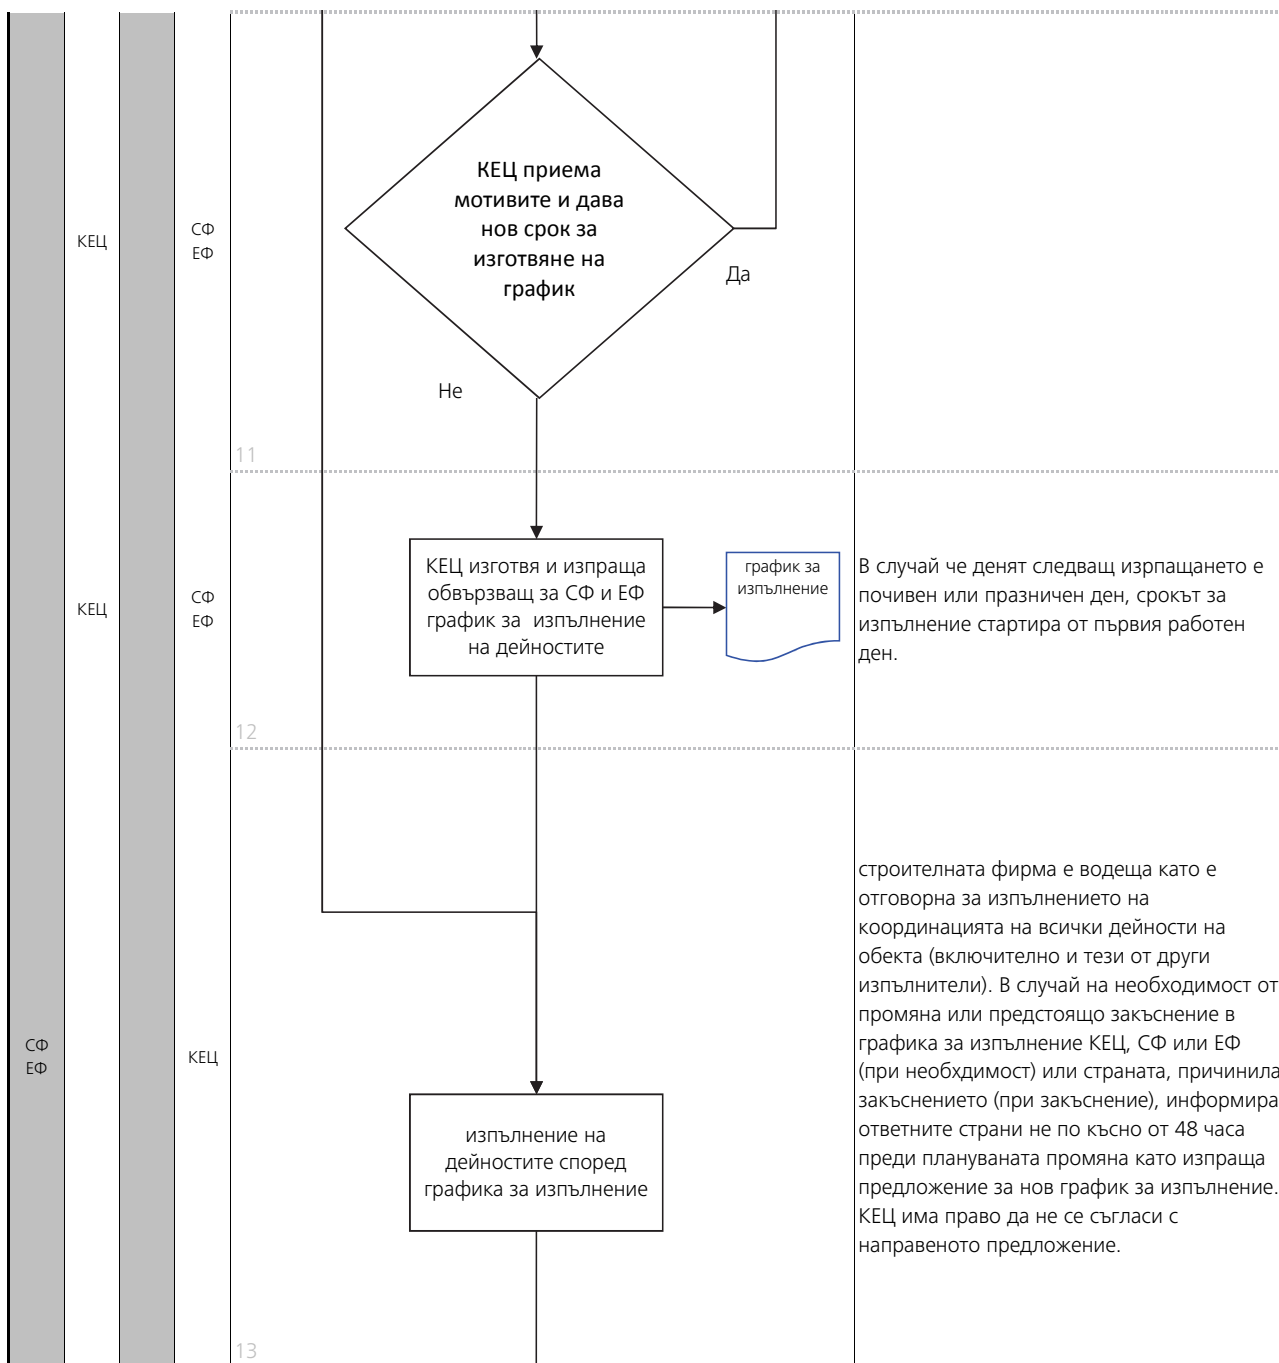 КЕЦ приема
мотивите и дава
нов срок за
изготвяне на
график
КЕЦ
СФ
ЕФ
Да
Не
11
КЕЦ
СФ
ЕФ
КЕЦ изготвя и изпраща
обвързващ за СФ и ЕФ
график за изпълнение
на дейностите
график за
изпълнение
В случай че денят следващ изрпащането е
почивен или празничен ден, срокът за
изпълнение стартира от първия работен
ден.
12
СФ
ЕФ
КЕЦ
изпълнение на
дейностите според
графика за изпълнение
строителната фирма е водеща като е
отговорна за изпълнението на
координацията на всички дейности на
обекта (включително и тези от други
изпълнители). В случай на необходимост от
промяна или предстоящо закъснение в
графика за изпълнение КЕЦ, СФ или ЕФ
(при необхдимост) или страната, причинила
закъснението (при закъснение), информира
ответните страни не по късно от 48 часа
преди плануваната промяна като изпраща
предложение за нов график за изпълнение.
КЕЦ има право да не се съгласи с
направеното предложение.
13